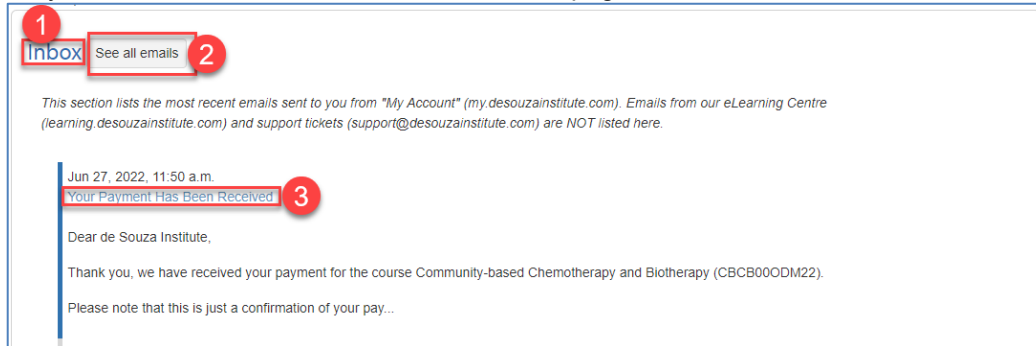 1
Inbox See all emails 2
This section lists the most recent emails sent to you from "My Account" (my.desouzainstitute.com). Emails from our eLearning Centre
(learning.desouzainstitute.com) and support tickets (support@desouzainstitute.com) are NOT listed here.
Jun 27, 2022, 11:50 a.m.
Your Payment Has Been Received 3
Dear de Souza Institute,
Thank you, we have received your payment for the course Community-based Chemotherapy and Biotherapy (CBCB00ODM22).
Please note that this is just a confirmation of your pay...